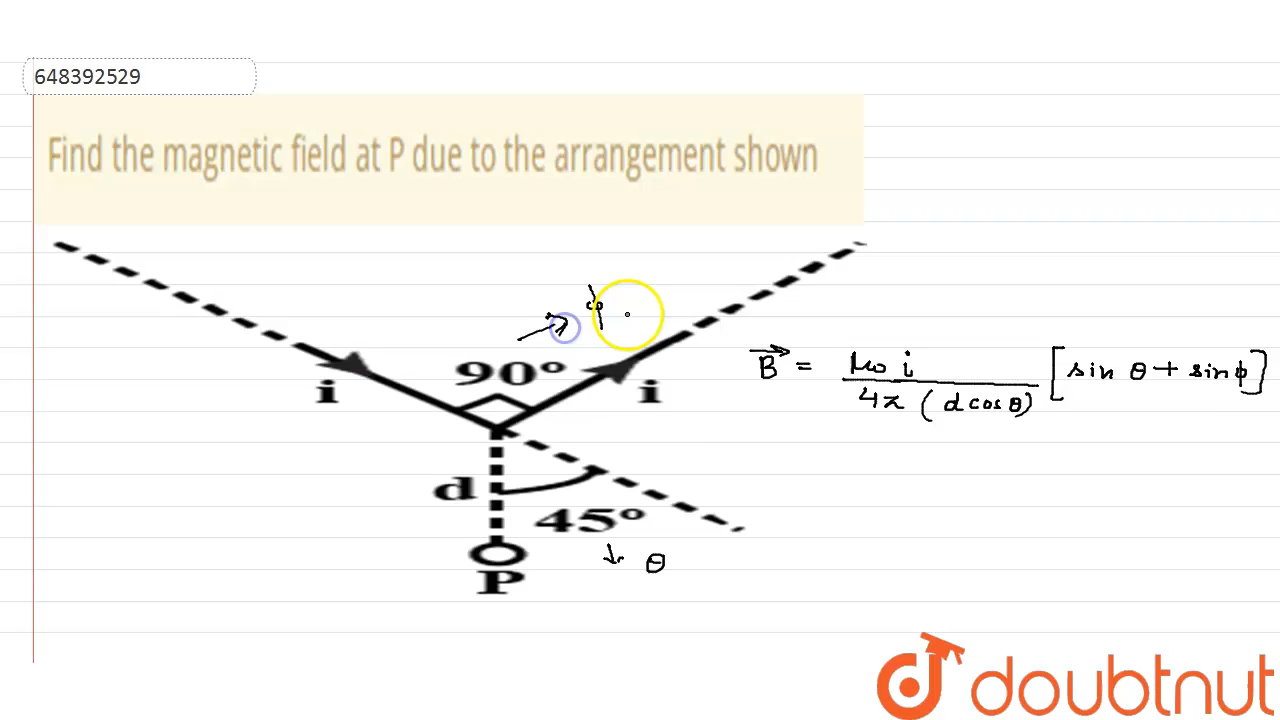 648392529
Find the magnetic field at P due to the arrangement shown
90°
i
i
B = μ0 i / 4π (d cos θ) [sin θ + sin ϕ]
d
45°
θ
P
doubtnut